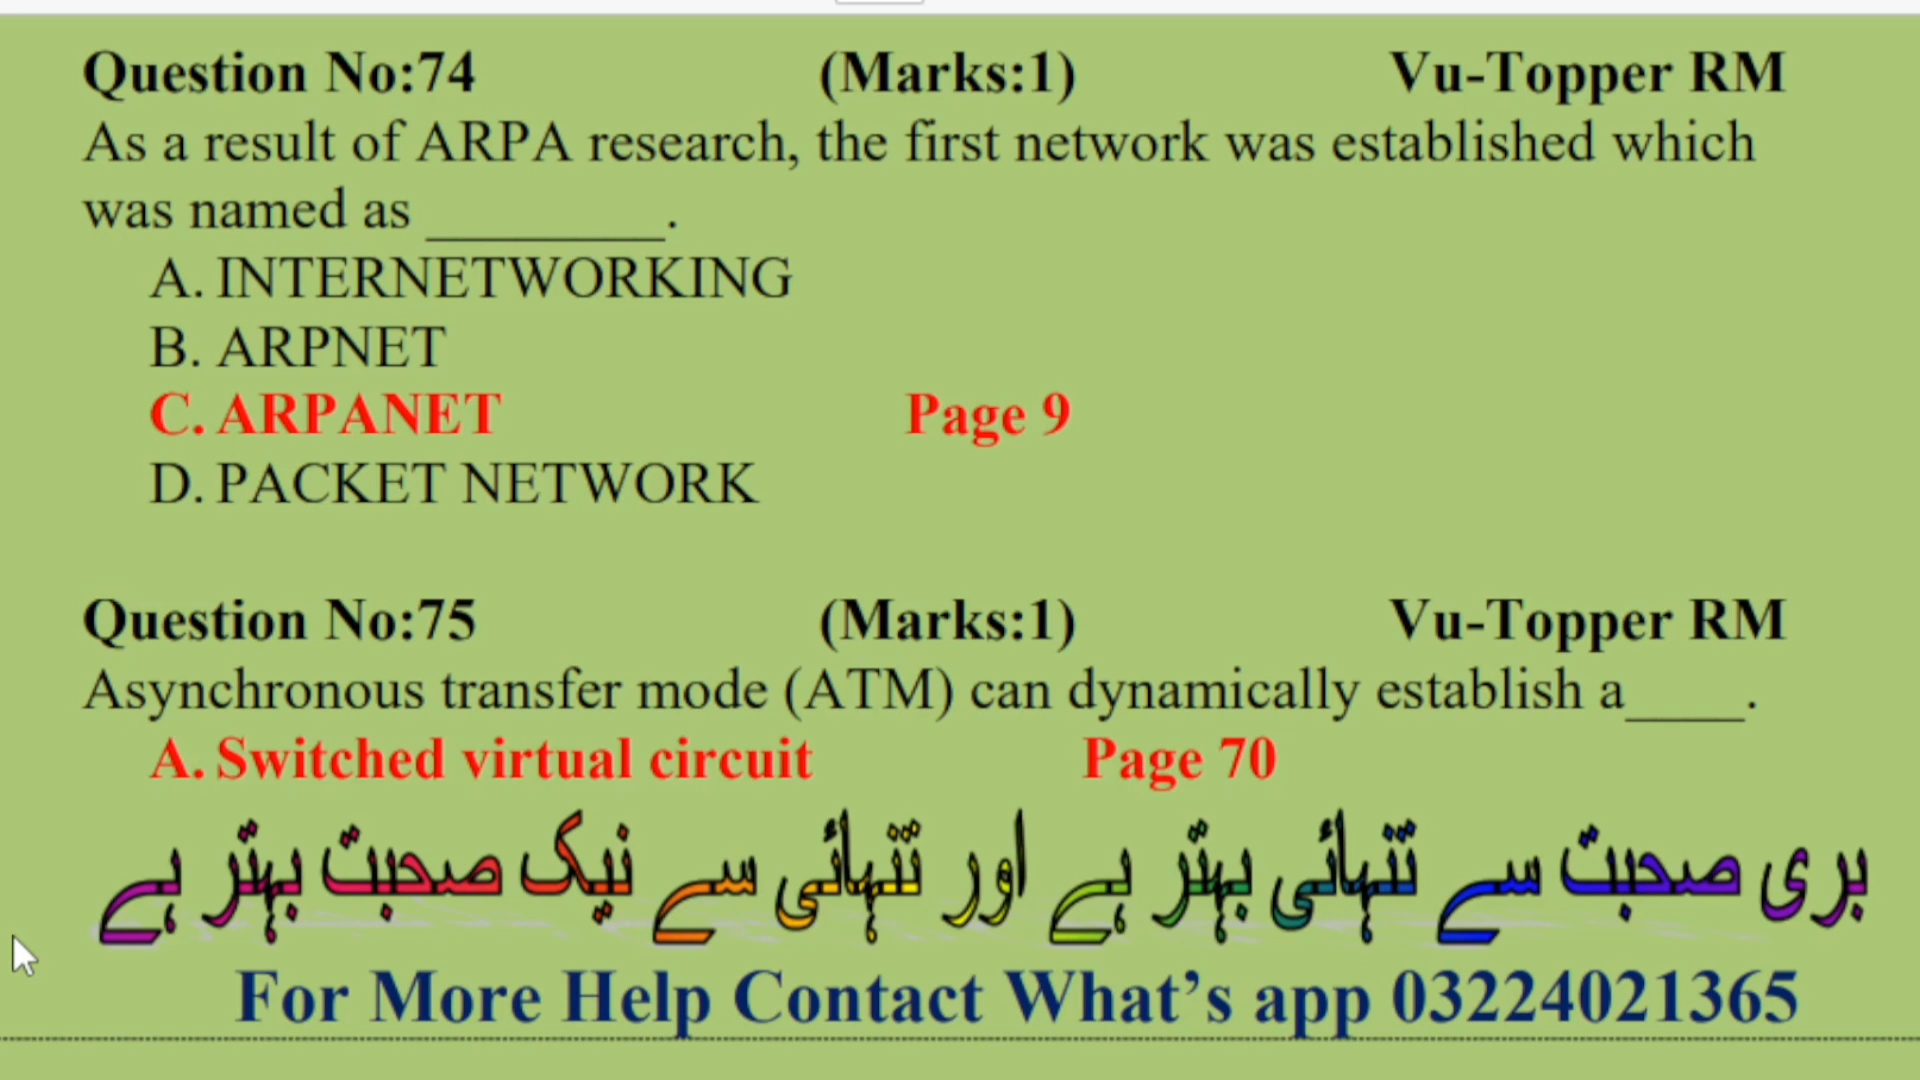 Question No:74 (Marks:1) Vu-Topper RM
As a result of ARPA research, the first network was established which
was named as ________.
A. INTERNETWORKING
B. ARPNET
C. ARPANET Page 9
D. PACKET NETWORK
Question No:75 (Marks:1) Vu-Topper RM
Asynchronous transfer mode (ATM) can dynamically establish a____.
A. Switched virtual circuit Page 70
بری صحبت سے تنہائی بہتر ہے اور تنہائی سے نیک صحبت بہتر ہے
For More Help Contact What’s app 03224021365